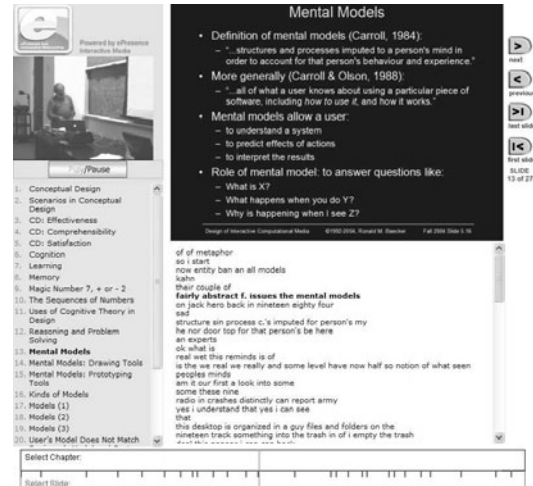 Powered by ePresence
Interactive Media
Mental Models
• Definition of mental models (Carroll, 1984):
– "...structures and processes imputed to a person's mind in
order to account for that person's behaviour and experience."
• More generally (Carroll & Olson, 1988):
– "...all of what a user knows about using a particular piece of
software, including how to use it, and how it works."
• Mental models allow a user:
– to understand a system
– to predict effects of actions
– to interpret the results
• Role of mental model: to answer questions like:
– What is X?
– What happens when you do Y?
– Why is happening when I see Z?
Design of Interactive Computational Media ©1992-2004, Ronald M. Baecker Fall 2004 Slide 5.16
next
previous
last slide
first slide
SLIDE
13 of 27
Play/Pause
1. Conceptual Design
2. Scenarios in Conceptual
Design
3. CD: Effectiveness
4. CD: Comprehensibility
5. CD: Satisfaction
6. Cognition
7. Learning
8. Memory
9. Magic Number 7, + or - 2
10. The Sequences of Numbers
11. Uses of Cognitive Theory in
Design
12. Reasoning and Problem
Solving
13. Mental Models
14. Mental Models: Drawing Tools
15. Mental Models: Prototyping
Tools
16. Kinds of Models
17. Models (1)
18. Models (2)
19. Models (3)
20. User's Model Does Not Match
of of metaphor
so i start
now entity ban an all models
kahn
their couple of
fairly abstract f. issues the mental models
on jack hero back in nineteen eighty four
sad
structure sin process c.'s imputed for person's my
he nor door top for that person's be here
an experts
ok what is
real wet this reminds is of
is the we real we really and some level have now half so notion of what seen
peoples minds
am it our first a look into some
some these nine
radio in crashes distinctly can report army
yes i understand that yes i can see
that
this desktop is organized in a guy files and folders on the
nineteen track something into the trash in of i empty the trash
Select Chapter:
Select Slide: